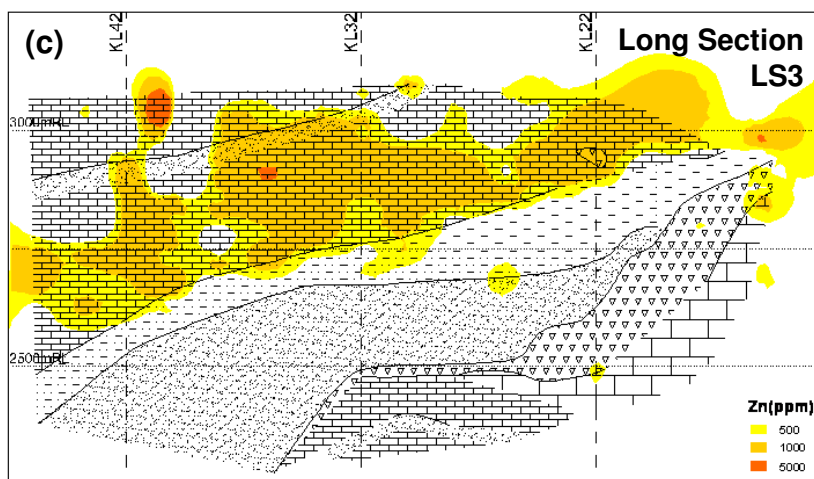 KL42
KL32
KL22
(c)
Long Section
LS3
3000mRL
2500mRL
Zn(ppm)
500
1000
5000